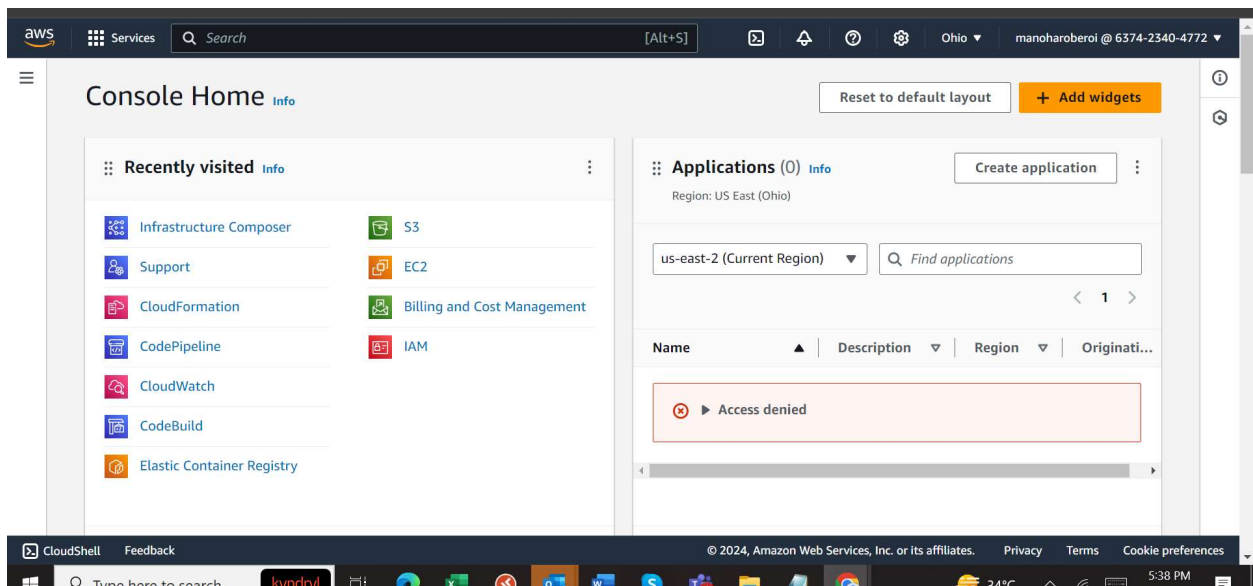 aws Services Search [Alt+S] Ohio manoharoberoi @ 6374-2340-4772
Console Home Info
Reset to default layout + Add widgets
Recently visited Info
Infrastructure Composer
Support
CloudFormation
CodePipeline
CloudWatch
CodeBuild
Elastic Container Registry
S3
EC2
Billing and Cost Management
IAM
Applications (0) Info
Create application
Region: US East (Ohio)
us-east-2 (Current Region)
Find applications
1
Name Description Region Originati...
Access denied
CloudShell Feedback © 2024, Amazon Web Services, Inc. or its affiliates. Privacy Terms Cookie preferences
Type here to search kyndryl 34°C 5:38 PM